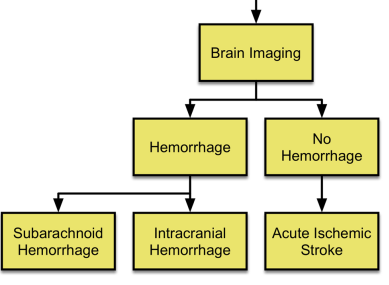 Brain Imaging
Hemorrhage
No
Hemorrhage
Subarachnoid
Hemorrhage
Intracranial
Hemorrhage
Acute Ischemic
Stroke